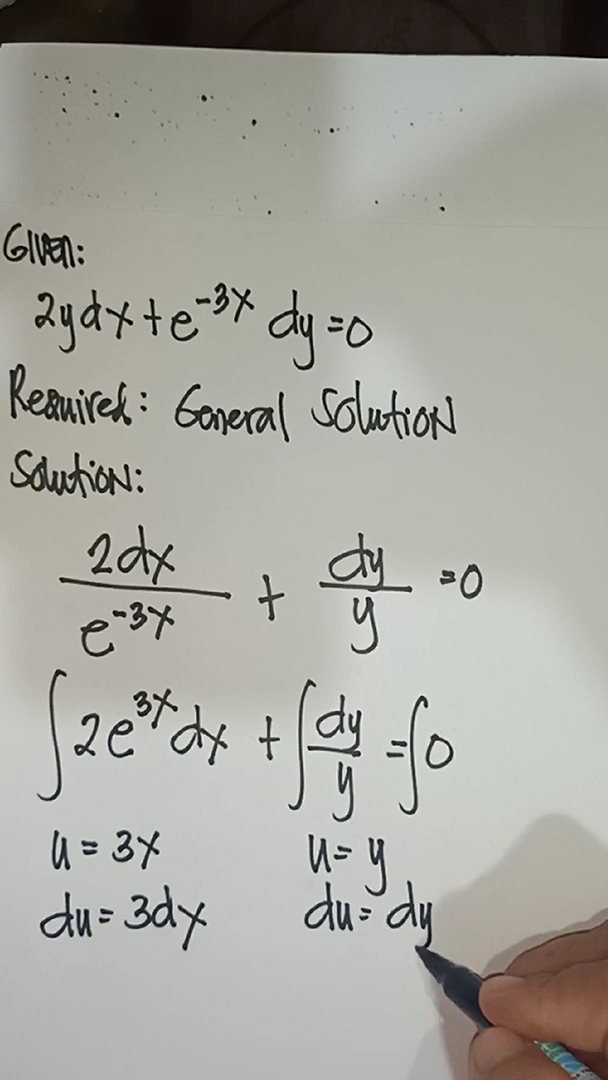 Given:
2ydx+e^-3x dy=0
Required: General Solution
Solution:
2dx/e^-3x + dy/y =0
∫2e^3x dx + ∫dy/y =∫0
u = 3x u= y
du= 3dx du= dy